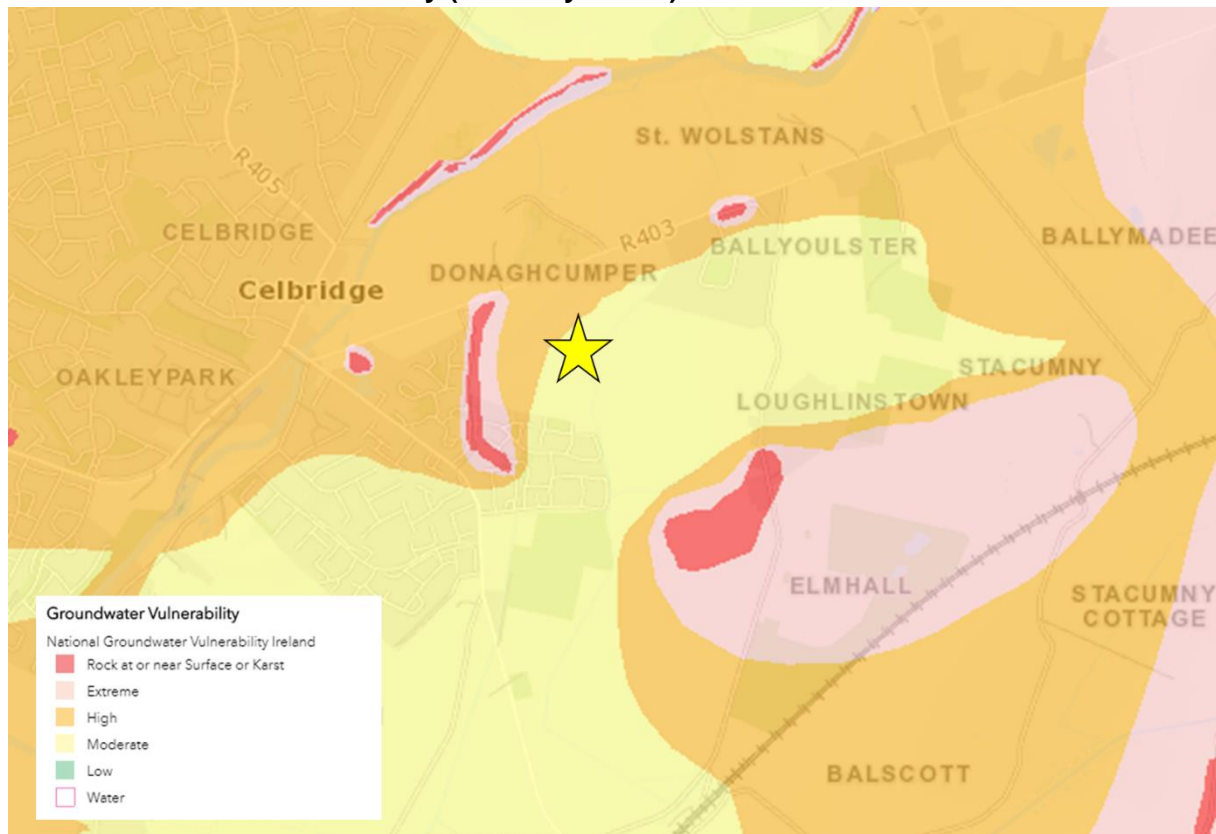 St. WOLSTANS
R405
CELBRIDGE
R403
BALLYOULSTER
BALLYMADEE
DONAGHCUMPER
Celbridge
OAKLEYPARK
STACUMNY
LOUGHLINSTOWN
ELMHALL
STACUMNY
COTTAGE
BALSCOTT
Groundwater Vulnerability
National Groundwater Vulnerability Ireland
Rock at or near Surface or Karst
Extreme
High
Moderate
Low
Water